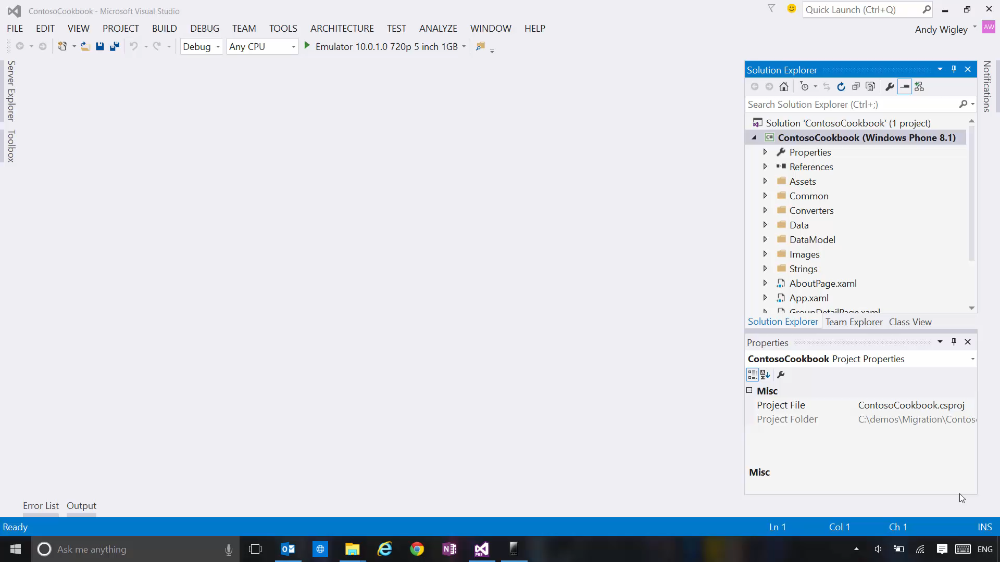 ContosoCookbook - Microsoft Visual Studio
Quick Launch (Ctrl+Q)
FILE EDIT VIEW PROJECT BUILD DEBUG TEAM TOOLS ARCHITECTURE TEST ANALYZE WINDOW HELP
Andy Wigley AW
Debug Any CPU Emulator 10.0.1.0 720p 5 inch 1GB
Server Explorer
Toolbox
Notifications
Solution Explorer
Search Solution Explorer (Ctrl+;)
Solution 'ContosoCookbook' (1 project)
ContosoCookbook (Windows Phone 8.1)
Properties
References
Assets
Common
Converters
Data
DataModel
Images
Strings
AboutPage.xaml
App.xaml
GroupDetailPage.xaml
Solution Explorer Team Explorer Class View
Properties
ContosoCookbook Project Properties
Misc
Project File ContosoCookbook.csproj
Project Folder C:\demos\Migration\Contos
Misc
Error List Output
Ready Ln 1 Col 1 Ch 1 INS
Ask me anything ENG